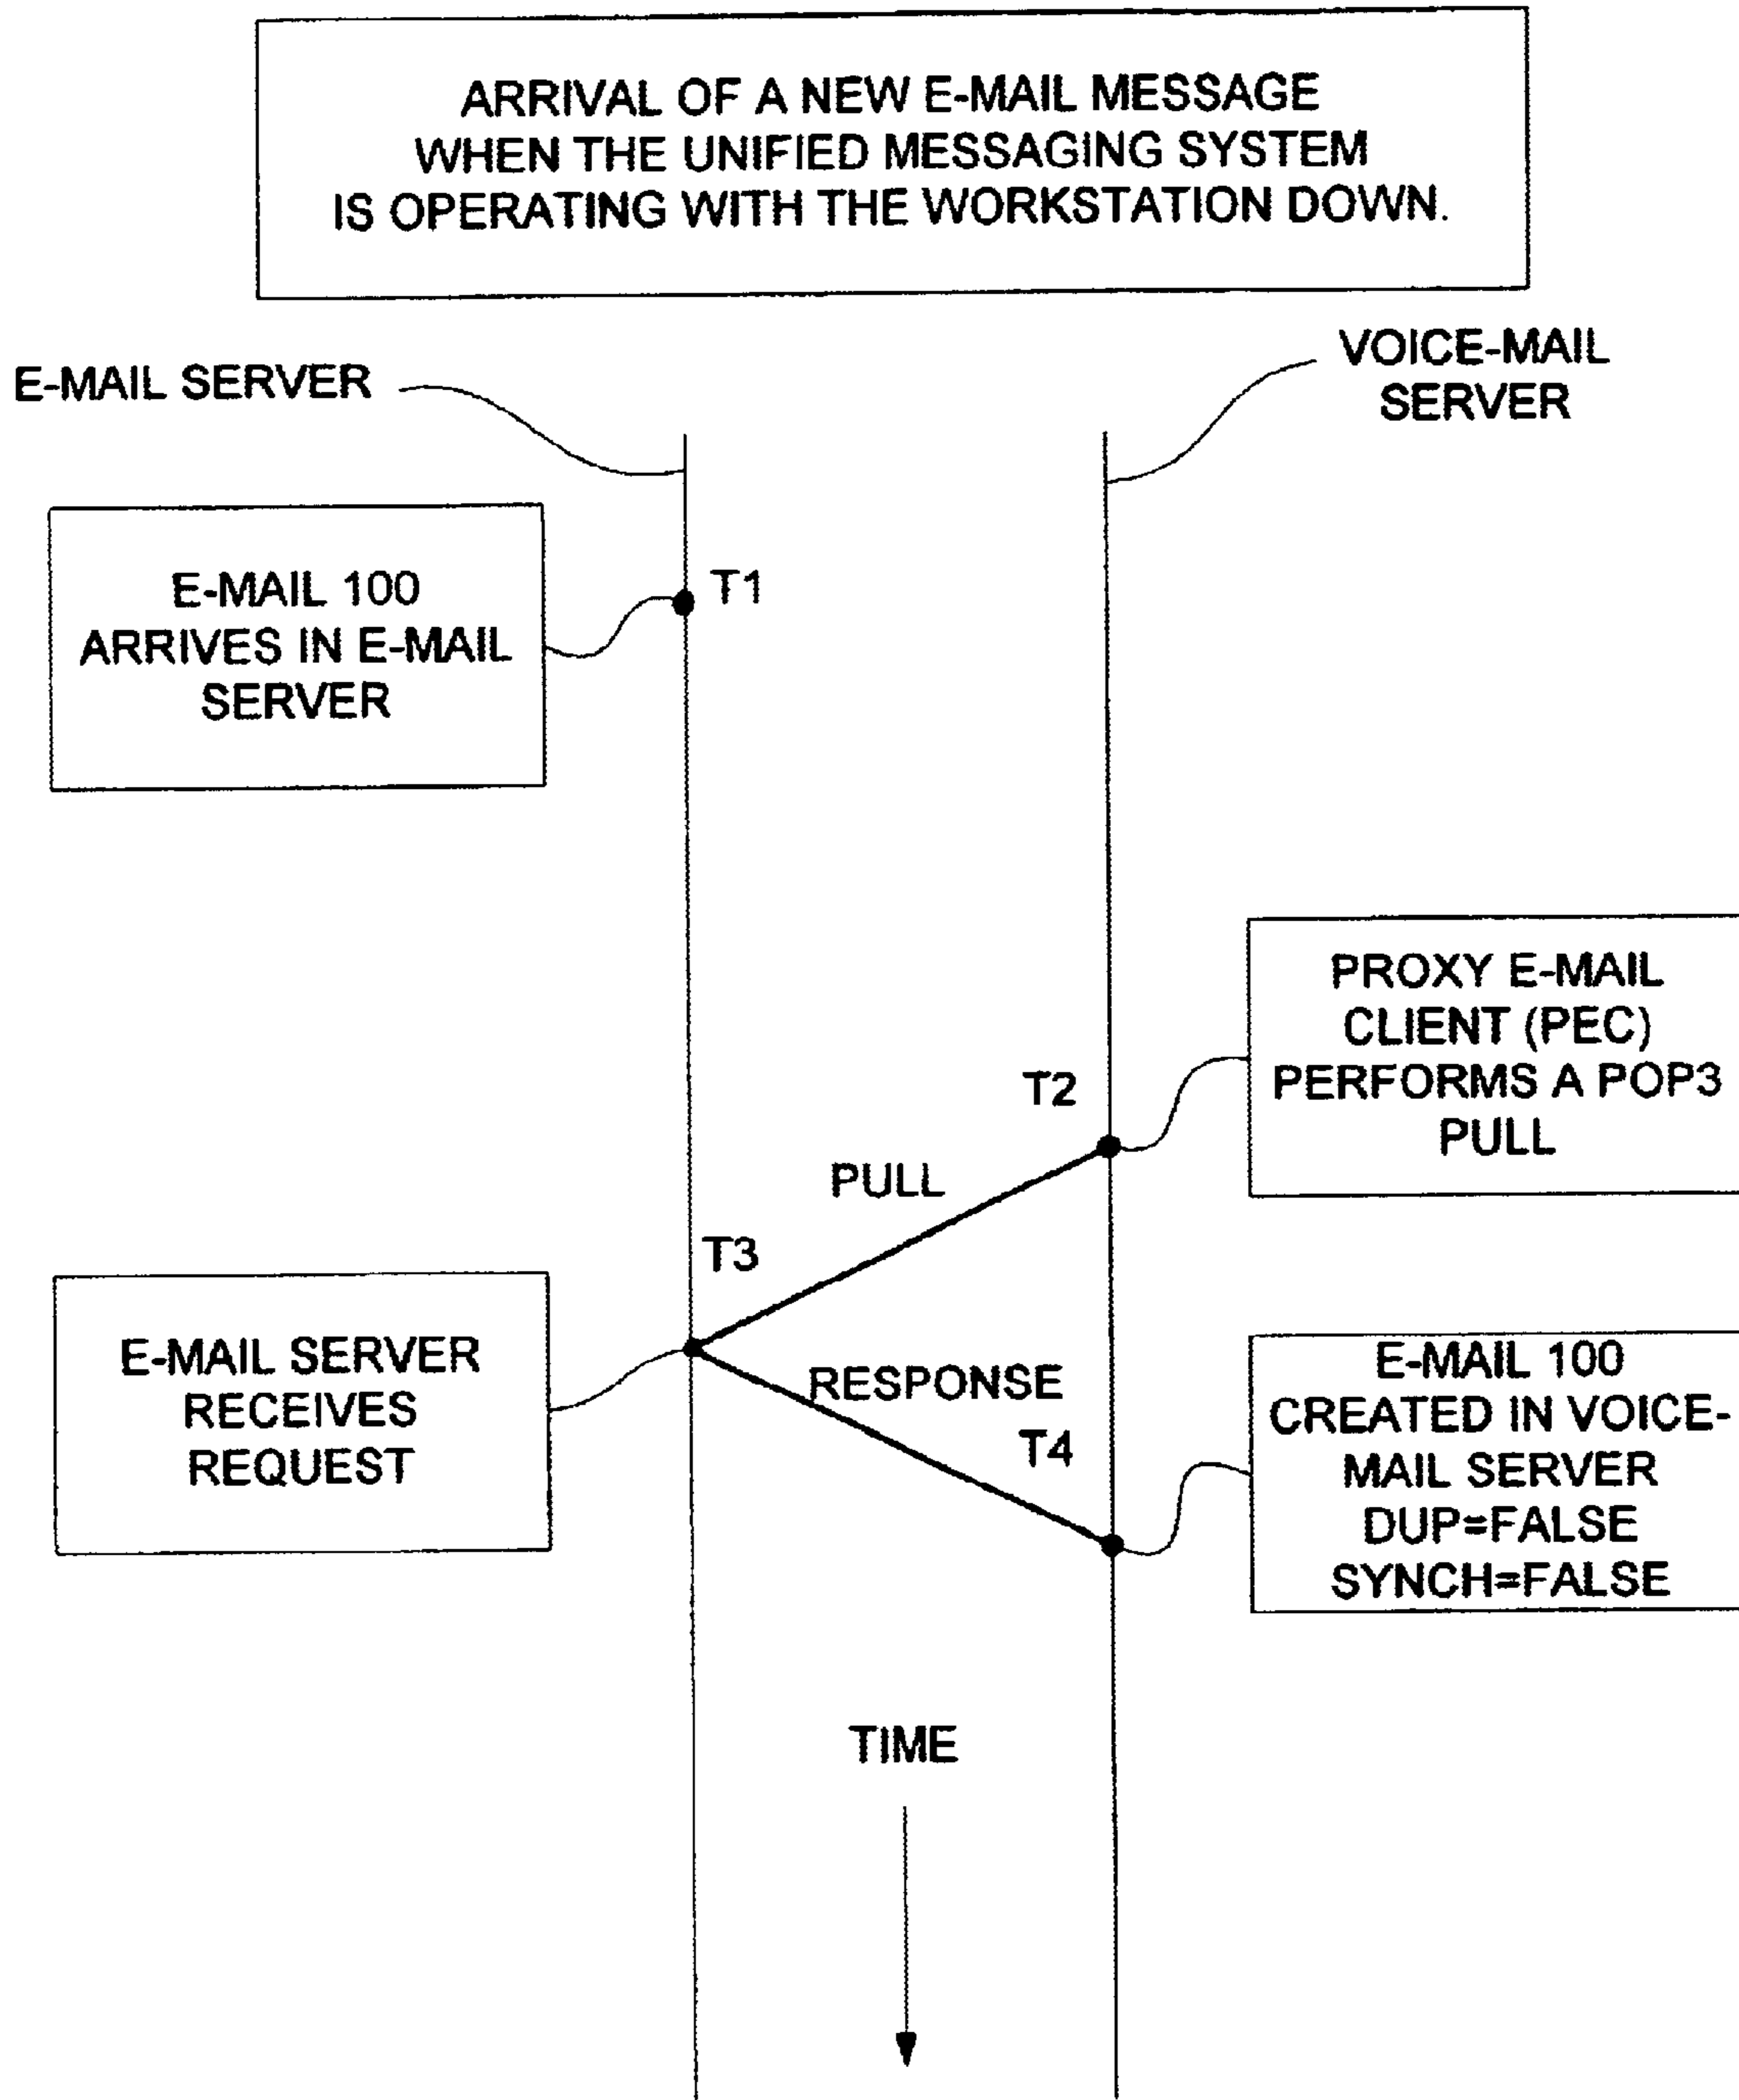 ARRIVAL OF A NEW E-MAIL MESSAGE
WHEN THE UNIFIED MESSAGING SYSTEM
IS OPERATING WITH THE WORKSTATION DOWN.
E-MAIL SERVER
VOICE-MAIL
SERVER
E-MAIL 100
ARRIVES IN E-MAIL
SERVER
T1
PROXY E-MAIL
CLIENT (PEC)
PERFORMS A POP3
PULL
T2
PULL
T3
E-MAIL SERVER
RECEIVES
REQUEST
RESPONSE
T4
E-MAIL 100
CREATED IN VOICE-
MAIL SERVER
DUP=FALSE
SYNCH=FALSE
TIME